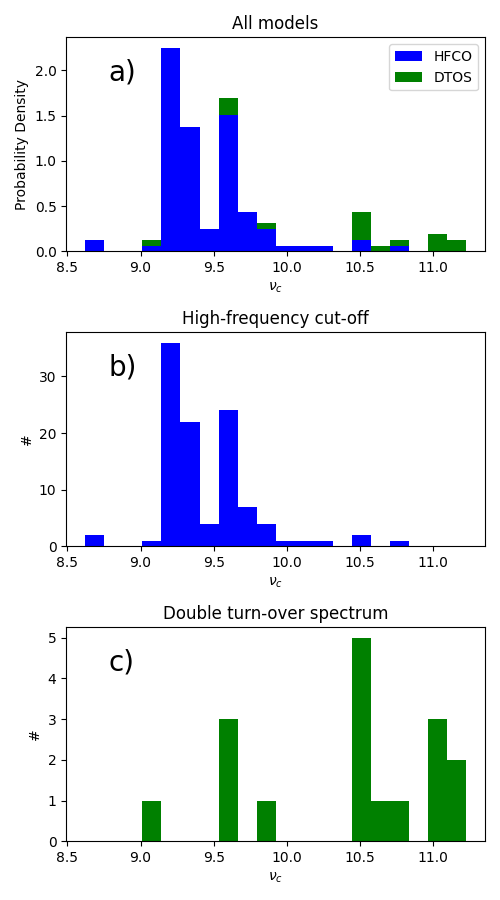 All models
a)
HFCO
DTOS
Probability Density
2.0
1.5
1.0
0.5
0.0
8.5 9.0 9.5 10.0 10.5 11.0
ν_c
High-frequency cut-off
b)
#
30
20
10
0
8.5 9.0 9.5 10.0 10.5 11.0
ν_c
Double turn-over spectrum
c)
#
5
4
3
2
1
0
8.5 9.0 9.5 10.0 10.5 11.0
ν_c